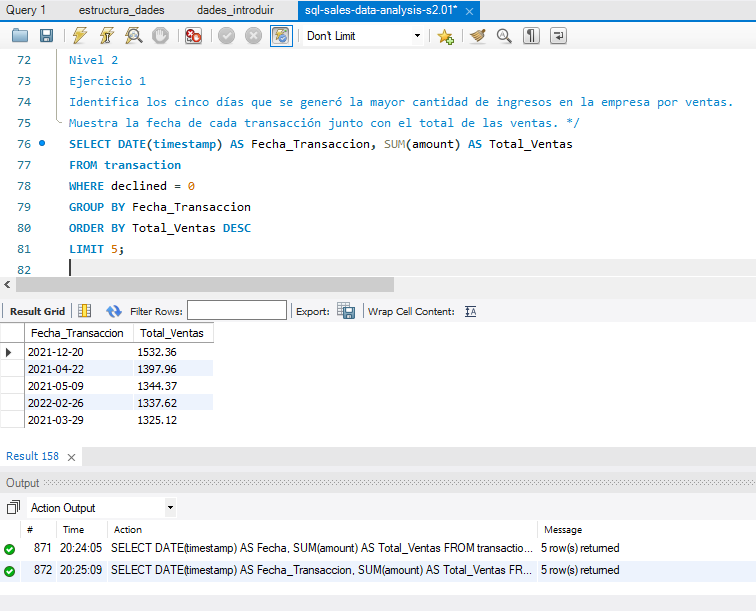 Query 1 estructura_dades dades_introduir sql-sales-data-analysis-s2.01*
Don't Limit
72 Nivel 2
73 Ejercicio 1
74 Identifica los cinco días que se generó la mayor cantidad de ingresos en la empresa por ventas.
75 Muestra la fecha de cada transacción junto con el total de las ventas. */
76 SELECT DATE(timestamp) AS Fecha_Transaccion, SUM(amount) AS Total_Ventas
77 FROM transaction
78 WHERE declined = 0
79 GROUP BY Fecha_Transaccion
80 ORDER BY Total_Ventas DESC
81 LIMIT 5;
82
Result Grid Filter Rows: Export: Wrap Cell Content:
Fecha_Transaccion Total_Ventas
2021-12-20 1532.36
2021-04-22 1397.96
2021-05-09 1344.37
2022-02-26 1337.62
2021-03-29 1325.12
Result 158
Output
Action Output
# Time Action Message
871 20:24:05 SELECT DATE(timestamp) AS Fecha, SUM(amount) AS Total_Ventas FROM transactio... 5 row(s) returned
872 20:25:09 SELECT DATE(timestamp) AS Fecha_Transaccion, SUM(amount) AS Total_Ventas FR... 5 row(s) returned